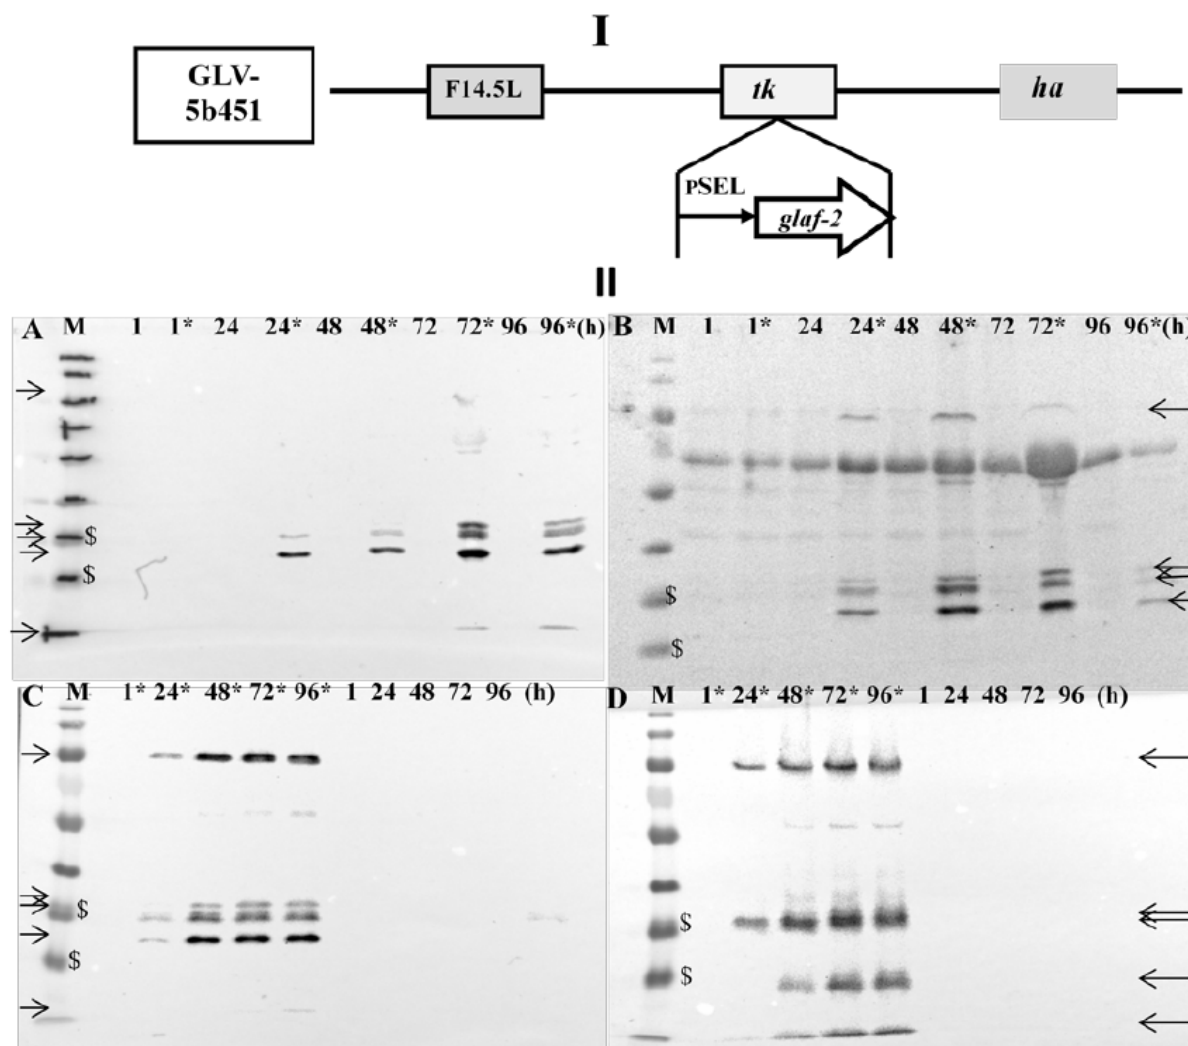 I
GLV-
5b451
F14.5L
tk
ha
pSEL
glaf-2
II
A M 1 1* 24 24* 48 48* 72 72* 96 96*(h)
$
$
B M 1 1* 24 24* 48 48* 72 72* 96 96*(h)
$
$
C M 1* 24* 48* 72* 96* 1 24 48 72 96 (h)
$
$
D M 1* 24* 48* 72* 96* 1 24 48 72 96 (h)
$
$